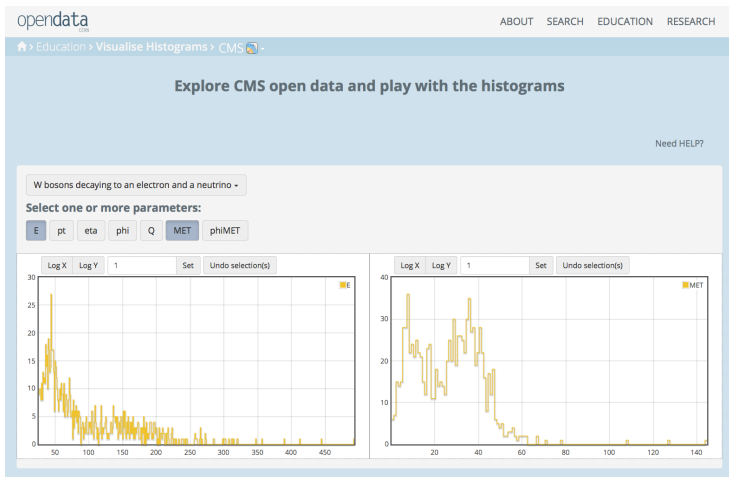 opendata
CERN
ABOUT SEARCH EDUCATION RESEARCH
Education › Visualise Histograms › CMS
Explore CMS open data and play with the histograms
Need HELP?
W bosons decaying to an electron and a neutrino
Select one or more parameters:
E pt eta phi Q MET phiMET
Log X Log Y 1 Set Undo selection(s)
E
30
25
20
15
10
5
0
50 100 150 200 250 300 350 400 450
Log X Log Y 1 Set Undo selection(s)
MET
40
30
20
10
0
20 40 60 80 100 120 140